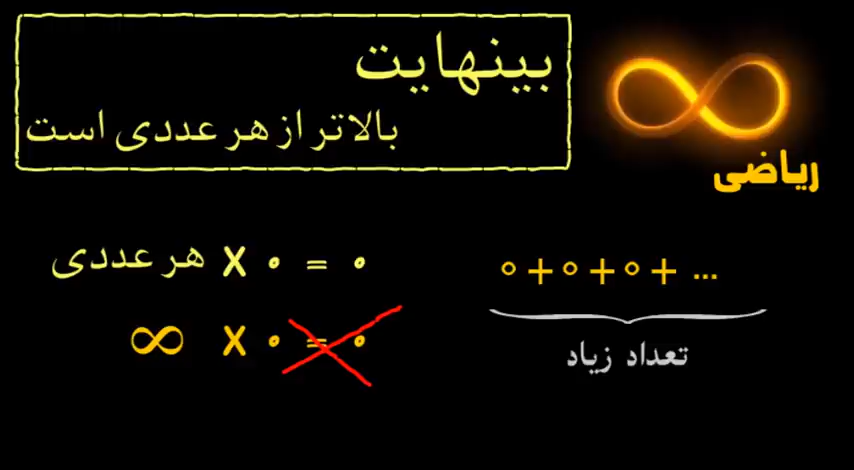 بینهایت
بالاتر از هر عددی است
∞
ریاضی
هر عددی X ۰ = ۰
∞ X ۰ = ۰
۰ + ۰ + ۰ + ...
تعداد زیاد